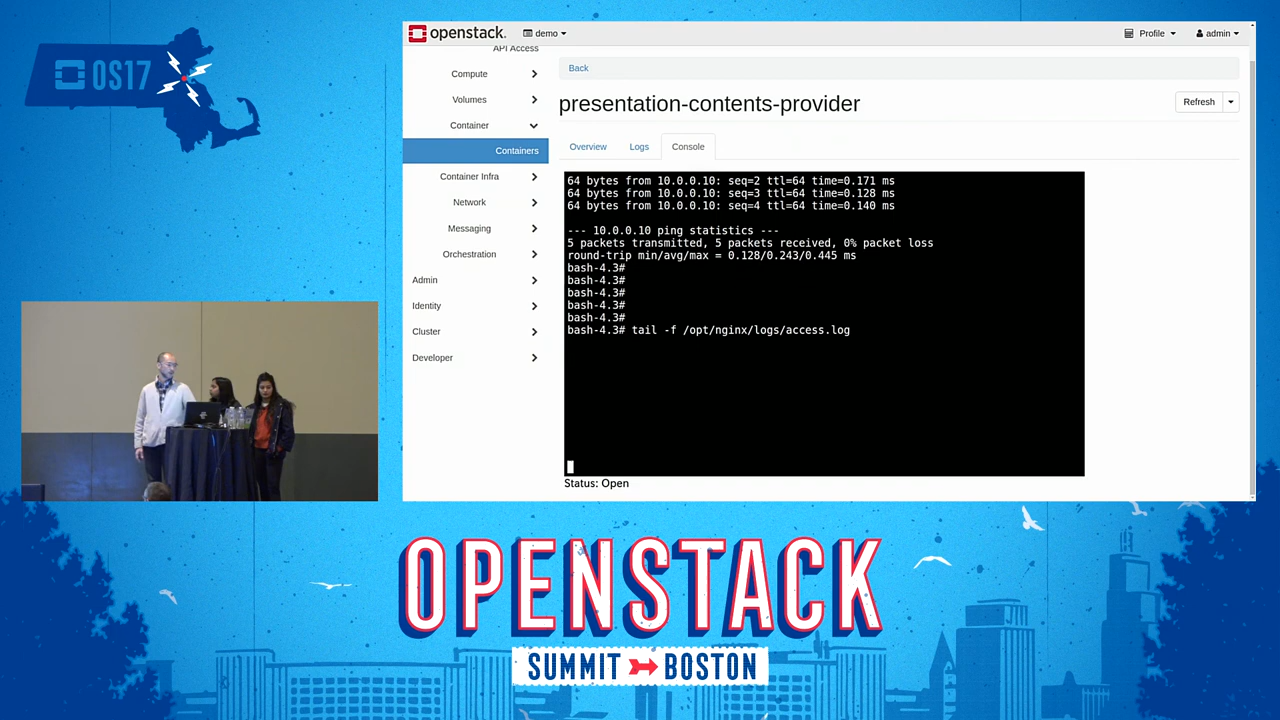 OS17
openstack.
demo
Profile
admin
API Access
Compute
Volumes
Container
Containers
Container Infra
Network
Messaging
Orchestration
Admin
Identity
Cluster
Developer
Back
presentation-contents-provider
Refresh
Overview
Logs
Console
64 bytes from 10.0.0.10: seq=2 ttl=64 time=0.171 ms
64 bytes from 10.0.0.10: seq=3 ttl=64 time=0.128 ms
64 bytes from 10.0.0.10: seq=4 ttl=64 time=0.140 ms
--- 10.0.0.10 ping statistics ---
5 packets transmitted, 5 packets received, 0% packet loss
round-trip min/avg/max = 0.128/0.243/0.445 ms
bash-4.3#
bash-4.3#
bash-4.3#
bash-4.3#
bash-4.3#
bash-4.3# tail -f /opt/nginx/logs/access.log
Status: Open
OPENSTACK
SUMMIT BOSTON